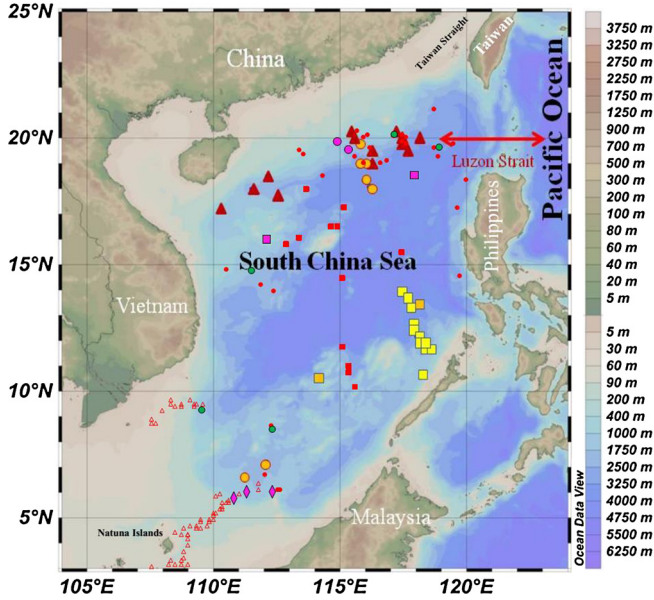 25°N
20°N
15°N
10°N
5°N
105°E
110°E
115°E
120°E
China
Taiwan Straight
Taiwan
Pacific Ocean
Luzon Strait
Philippines
South China Sea
Vietnam
Malaysia
Natuna Islands
Ocean Data View
3750 m
3250 m
2750 m
2250 m
1750 m
1250 m
900 m
700 m
500 m
300 m
200 m
100 m
80 m
60 m
40 m
20 m
5 m
5 m
30 m
60 m
90 m
200 m
400 m
1000 m
1750 m
2500 m
3250 m
4000 m
4750 m
5500 m
6250 m